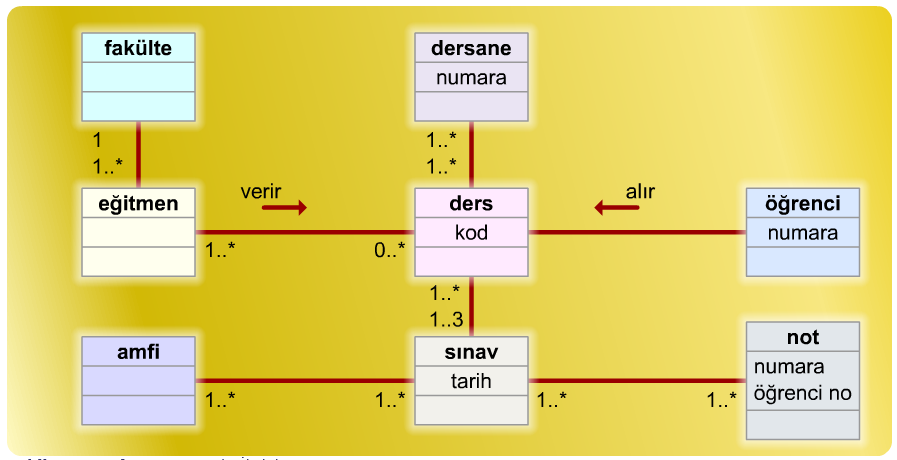 fakülte
dersane
numara
1
1..*
1..*
1..*
eğitmen
verir
ders
kod
alır
öğrenci
numara
1..*
0..*
1..*
1..3
amfi
sınav
tarih
not
numara
öğrenci no
1..*
1..*
1..*
1..*